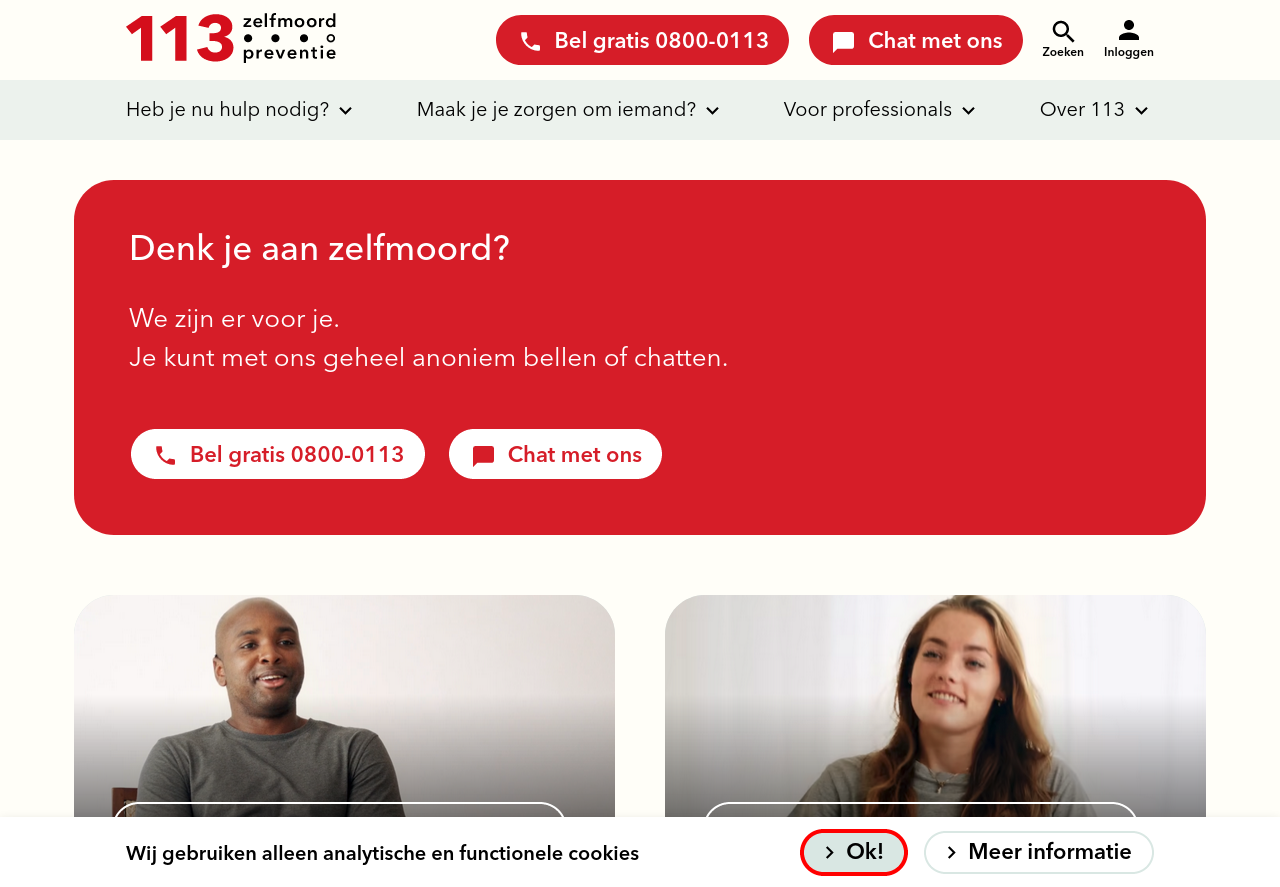 113 zelfmoord
preventie
Bel gratis 0800-0113
Chat met ons
Zoeken
Inloggen
Heb je nu hulp nodig?
Maak je je zorgen om iemand?
Voor professionals
Over 113
Denk je aan zelfmoord?
We zijn er voor je.
Je kunt met ons geheel anoniem bellen of chatten.
Bel gratis 0800-0113
Chat met ons
Wij gebruiken alleen analytische en functionele cookies
Ok!
Meer informatie